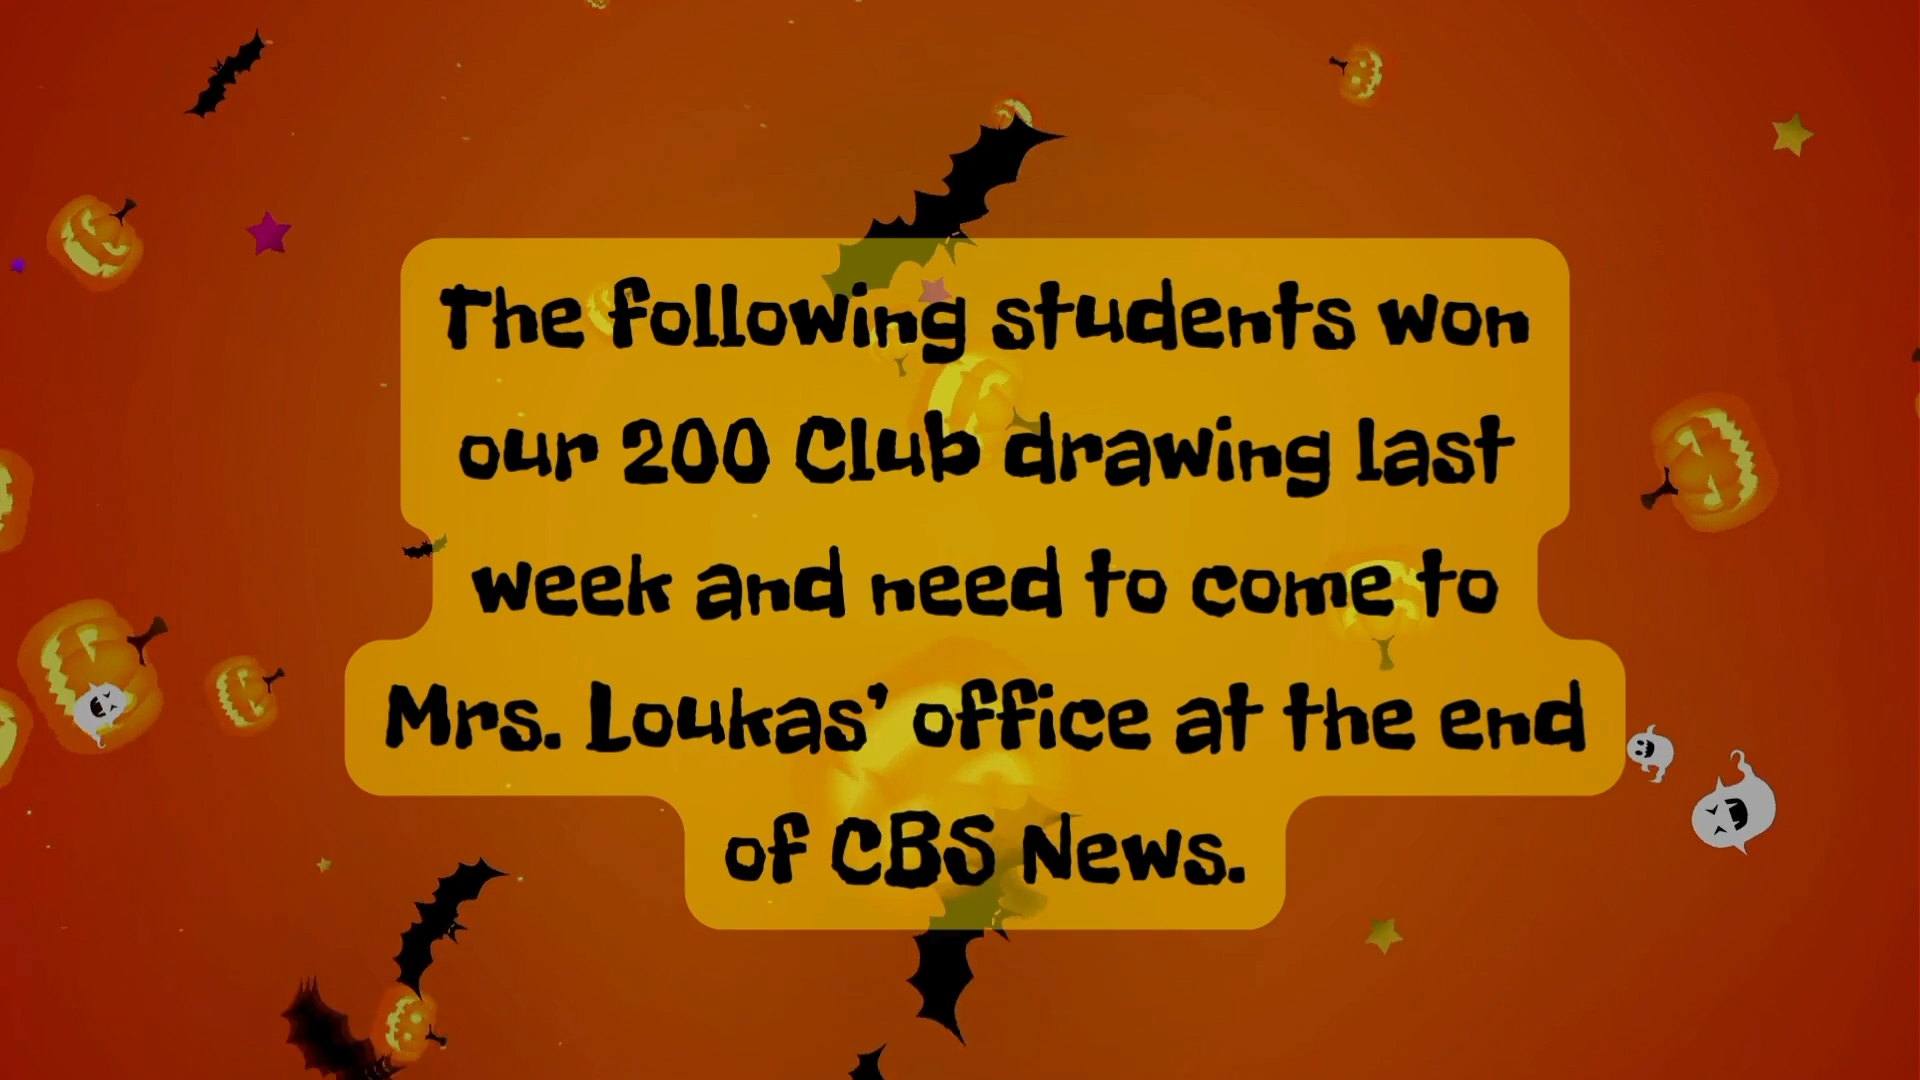 The following students won
our 200 Club drawing last
week and need to come to
Mrs. Loukas’ office at the end
of CBS News.